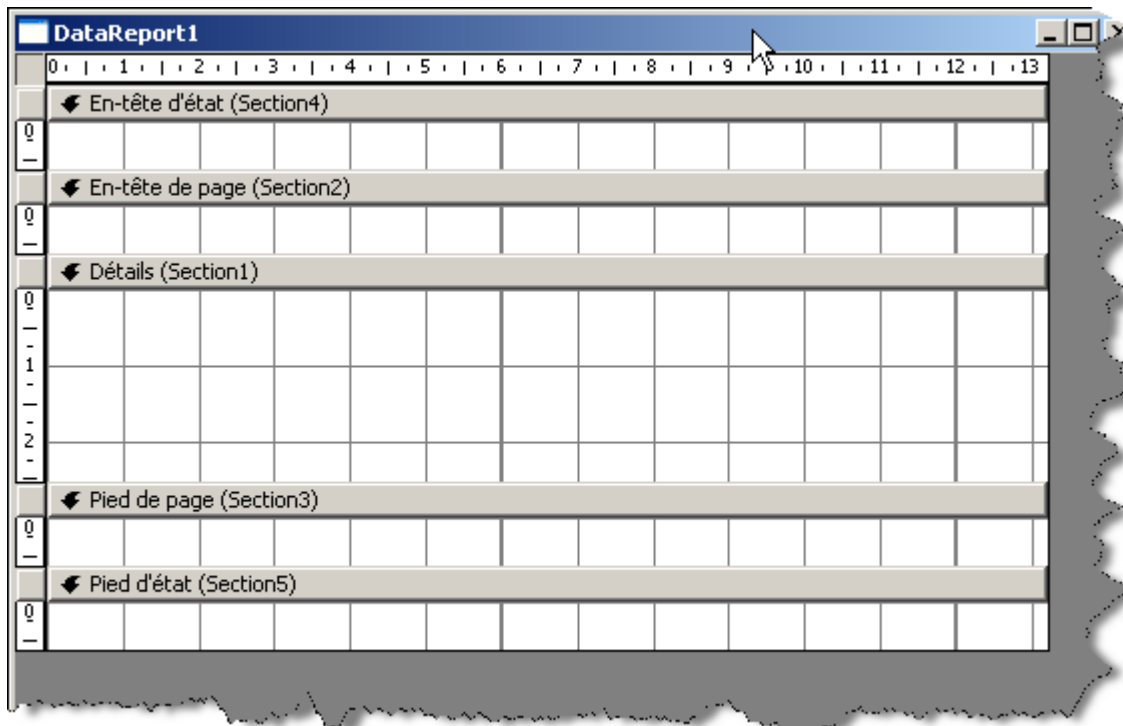 DataReport1
0 1 2 3 4 5 6 7 8 9 10 11 12 13
En-tête d'état (Section4)
0
En-tête de page (Section2)
0
Détails (Section1)
0
1
2
Pied de page (Section3)
0
Pied d'état (Section5)
0